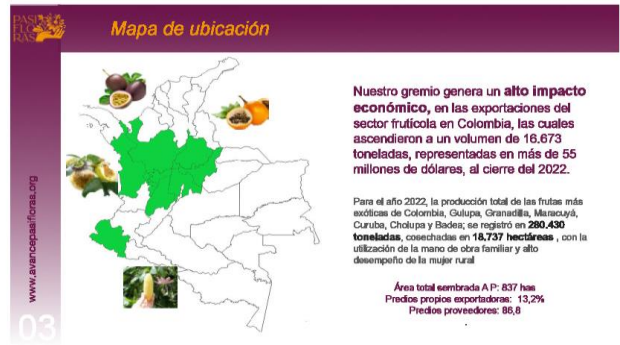 PASI
FLO
RAS
Mapa de ubicación
Nuestro gremio genera un alto impacto
económico, en las exportaciones del
sector frutícola en Colombia, las cuales
ascendieron a un volumen de 16.673
toneladas, representadas en más de 55
millones de dólares, al cierre del 2022.
Para el año 2022, la producción total de las frutas más
exóticas de Colombia, Gulupa, Granadilla, Maracuyá,
Curuba, Cholupa y Badea; se registró en 280.430
toneladas, cosechadas en 18,737 hectáreas , con la
utilización de la mano de obra familiar y alto
desempeño de la mujer rural
Área total sembrada A P: 837 has
Predios propios exportadoras: 13,2%
Predios proveedores: 86,8
.
www.avancepasifloras.org
03